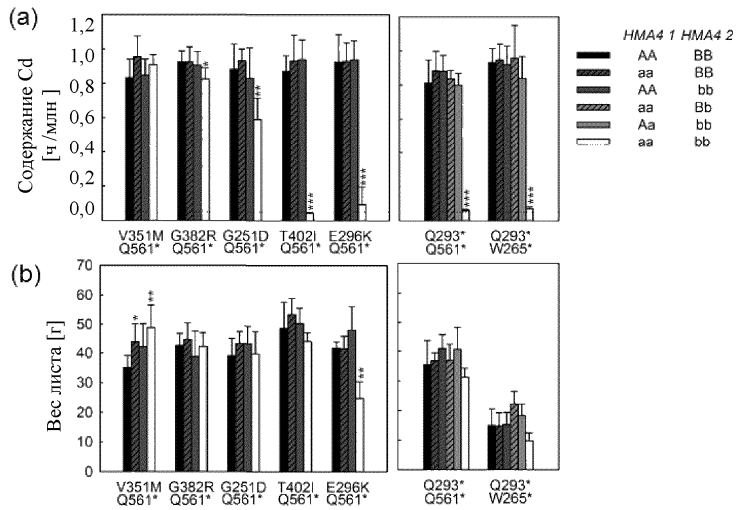 (a)
Содержание Cd
[ч /млн]
1,0
1,0
0,8
0,6
0,4
0,2
0,0
*
**
***
***
***
***
V351M G382R G251D T402I E296K
Q561* Q561* Q561* Q561* Q561*
Q293* Q293*
Q561* W265*
HMA4 1 HMA4 2
AA BB
aa BB
AA bb
aa Bb
Aa bb
aa bb
(b)
Вес листа [г]
70
60
50
40
30
20
10
0
*
**
**
V351M G382R G251D T402I E296K
Q561* Q561* Q561* Q561* Q561*
Q293* Q293*
Q561* W265*